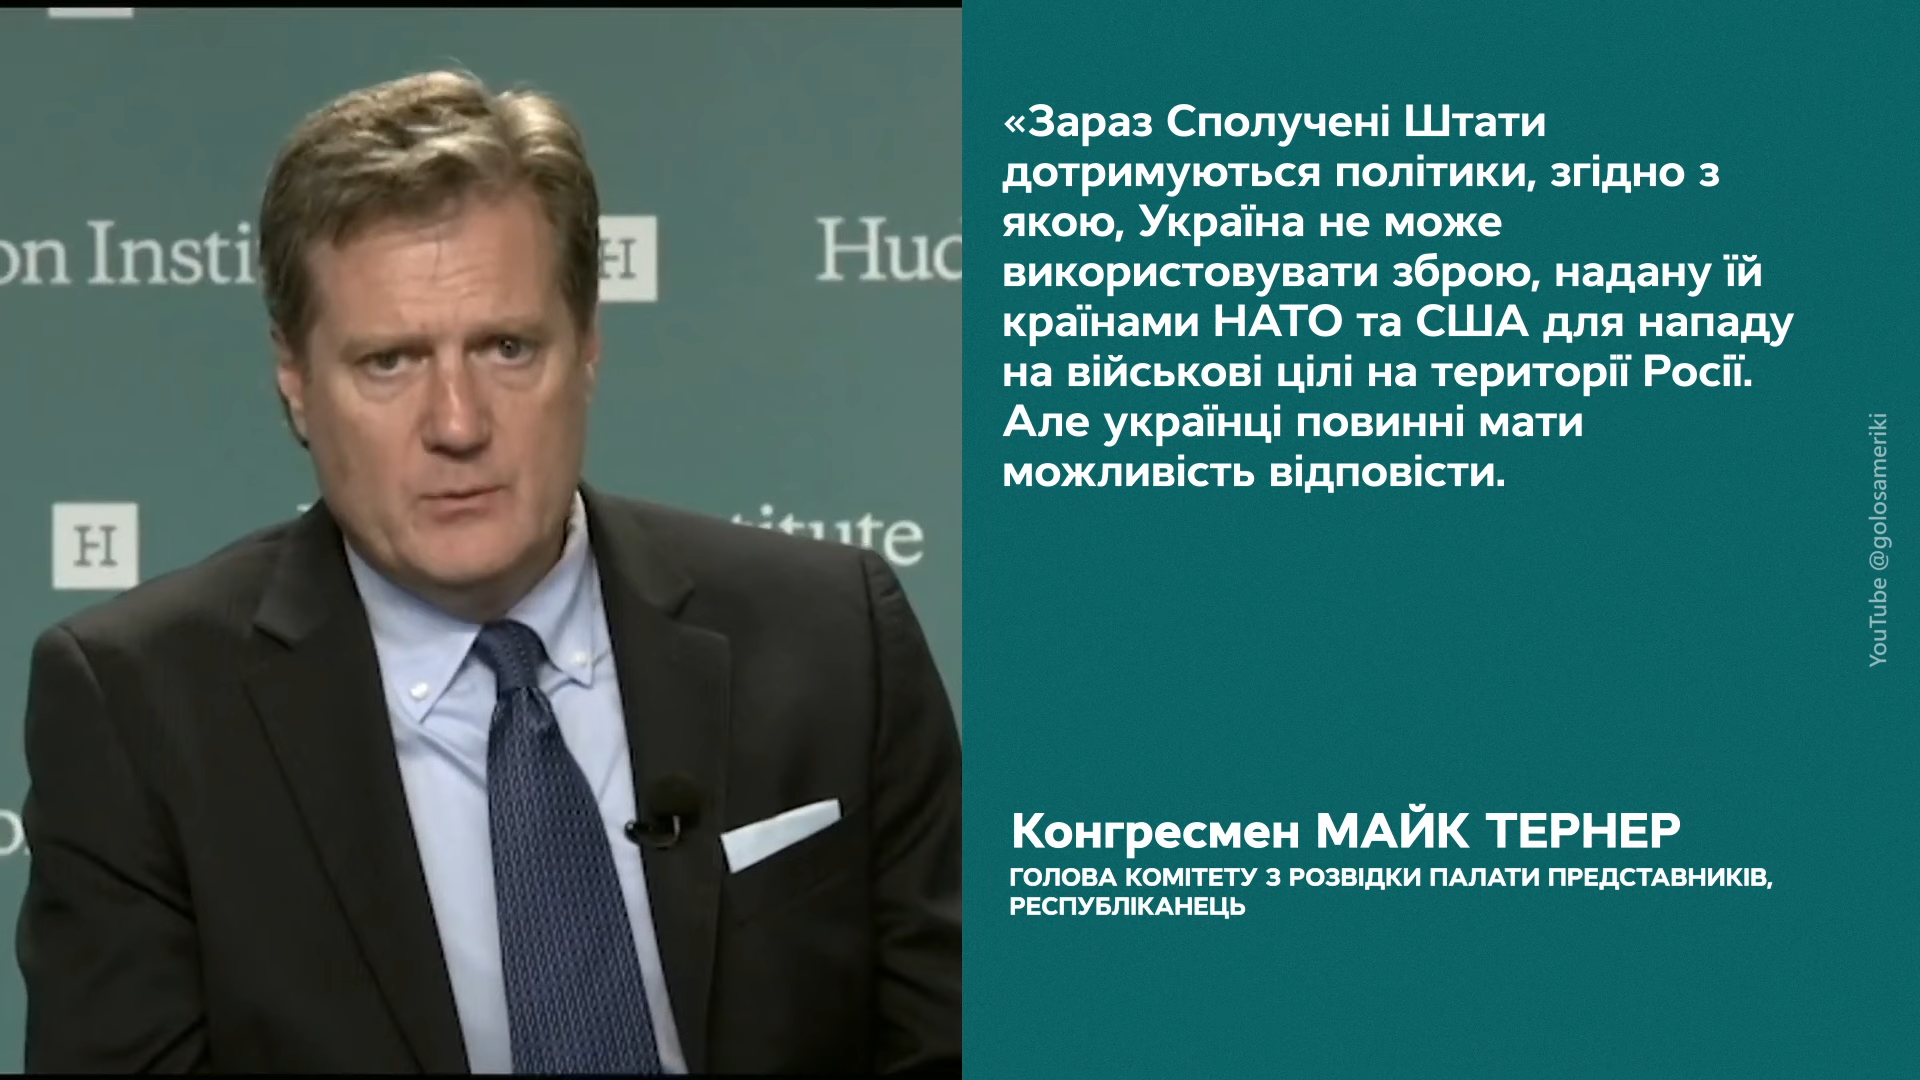 on Insti
H
Hud
H
titute
«Зараз Сполучені Штати
дотримуються політики, згідно з
якою, Україна не може
використовувати зброю, надану їй
країнами НАТО та США для нападу
на військові цілі на території Росії.
Але українці повинні мати
можливість відповісти.
YouTube @golosameriki
Конгресмен МАЙК ТЕРНЕР
ГОЛОВА КОМІТЕТУ З РОЗВІДКИ ПАЛАТИ ПРЕДСТАВНИКІВ,
РЕСПУБЛІКАНЕЦЬ